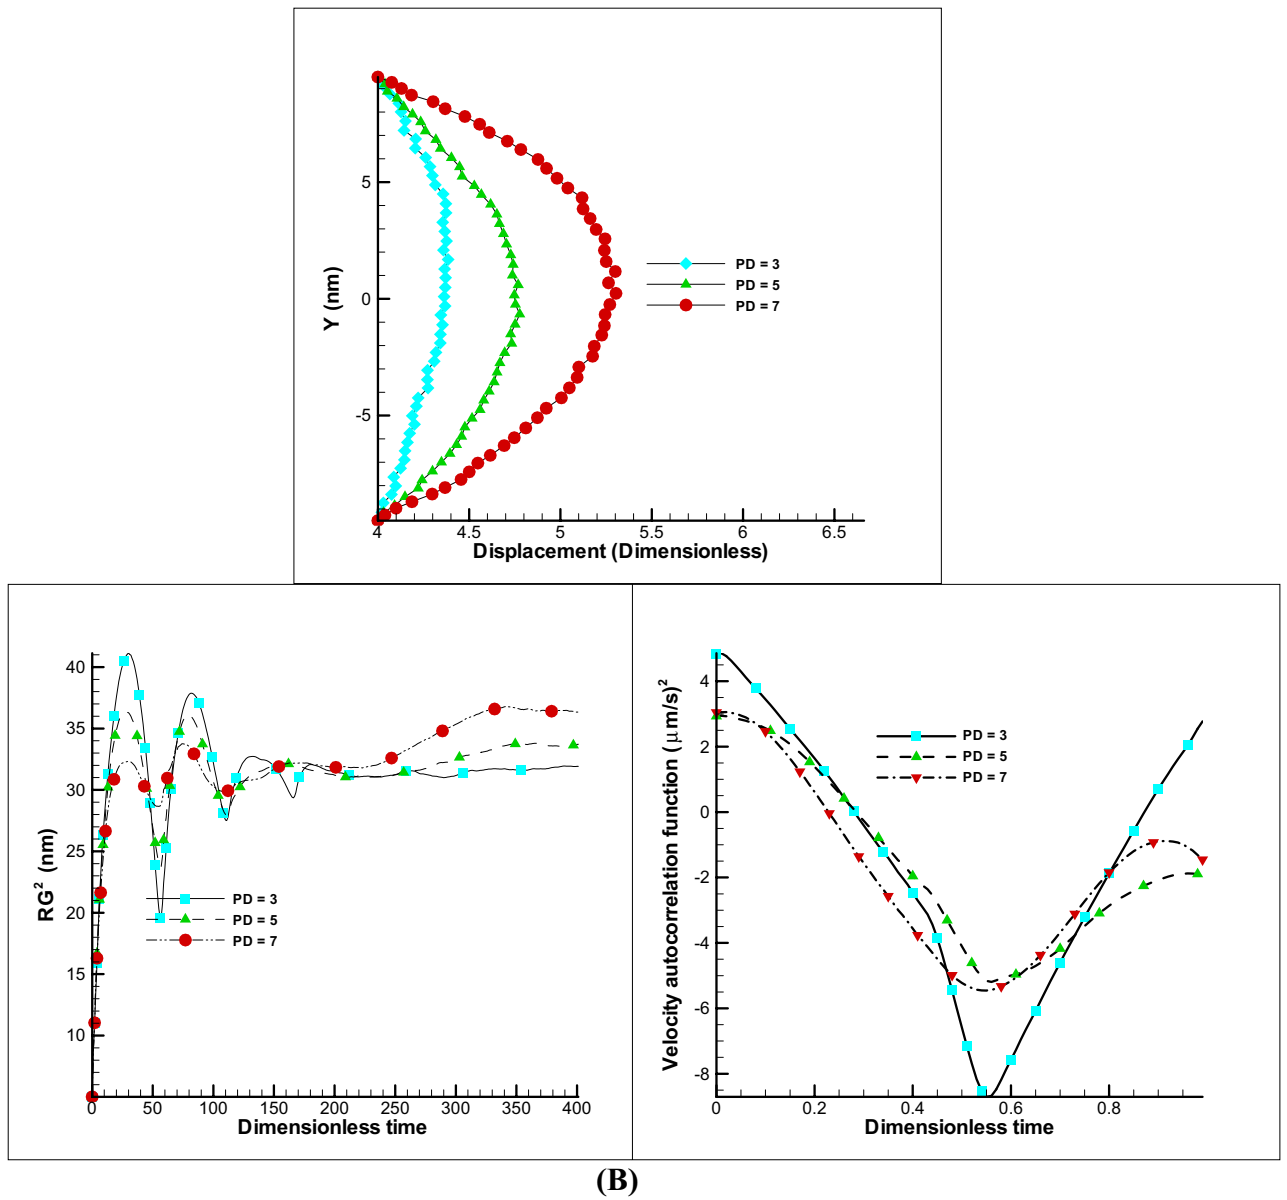 5
0
-5
Y (nm)
4
4.5
5
5.5
6
6.5
Displacement (Dimensionless)
PD = 3
PD = 5
PD = 7
40
35
30
25
20
15
10
RG² (nm)
0
50
100
150
200
250
300
350
400
Dimensionless time
PD = 3
PD = 5
PD = 7
4
2
0
-2
-4
-6
-8
Velocity autocorrelation function (μm/s)²
0
0.2
0.4
0.6
0.8
Dimensionless time
PD = 3
PD = 5
PD = 7
(B)